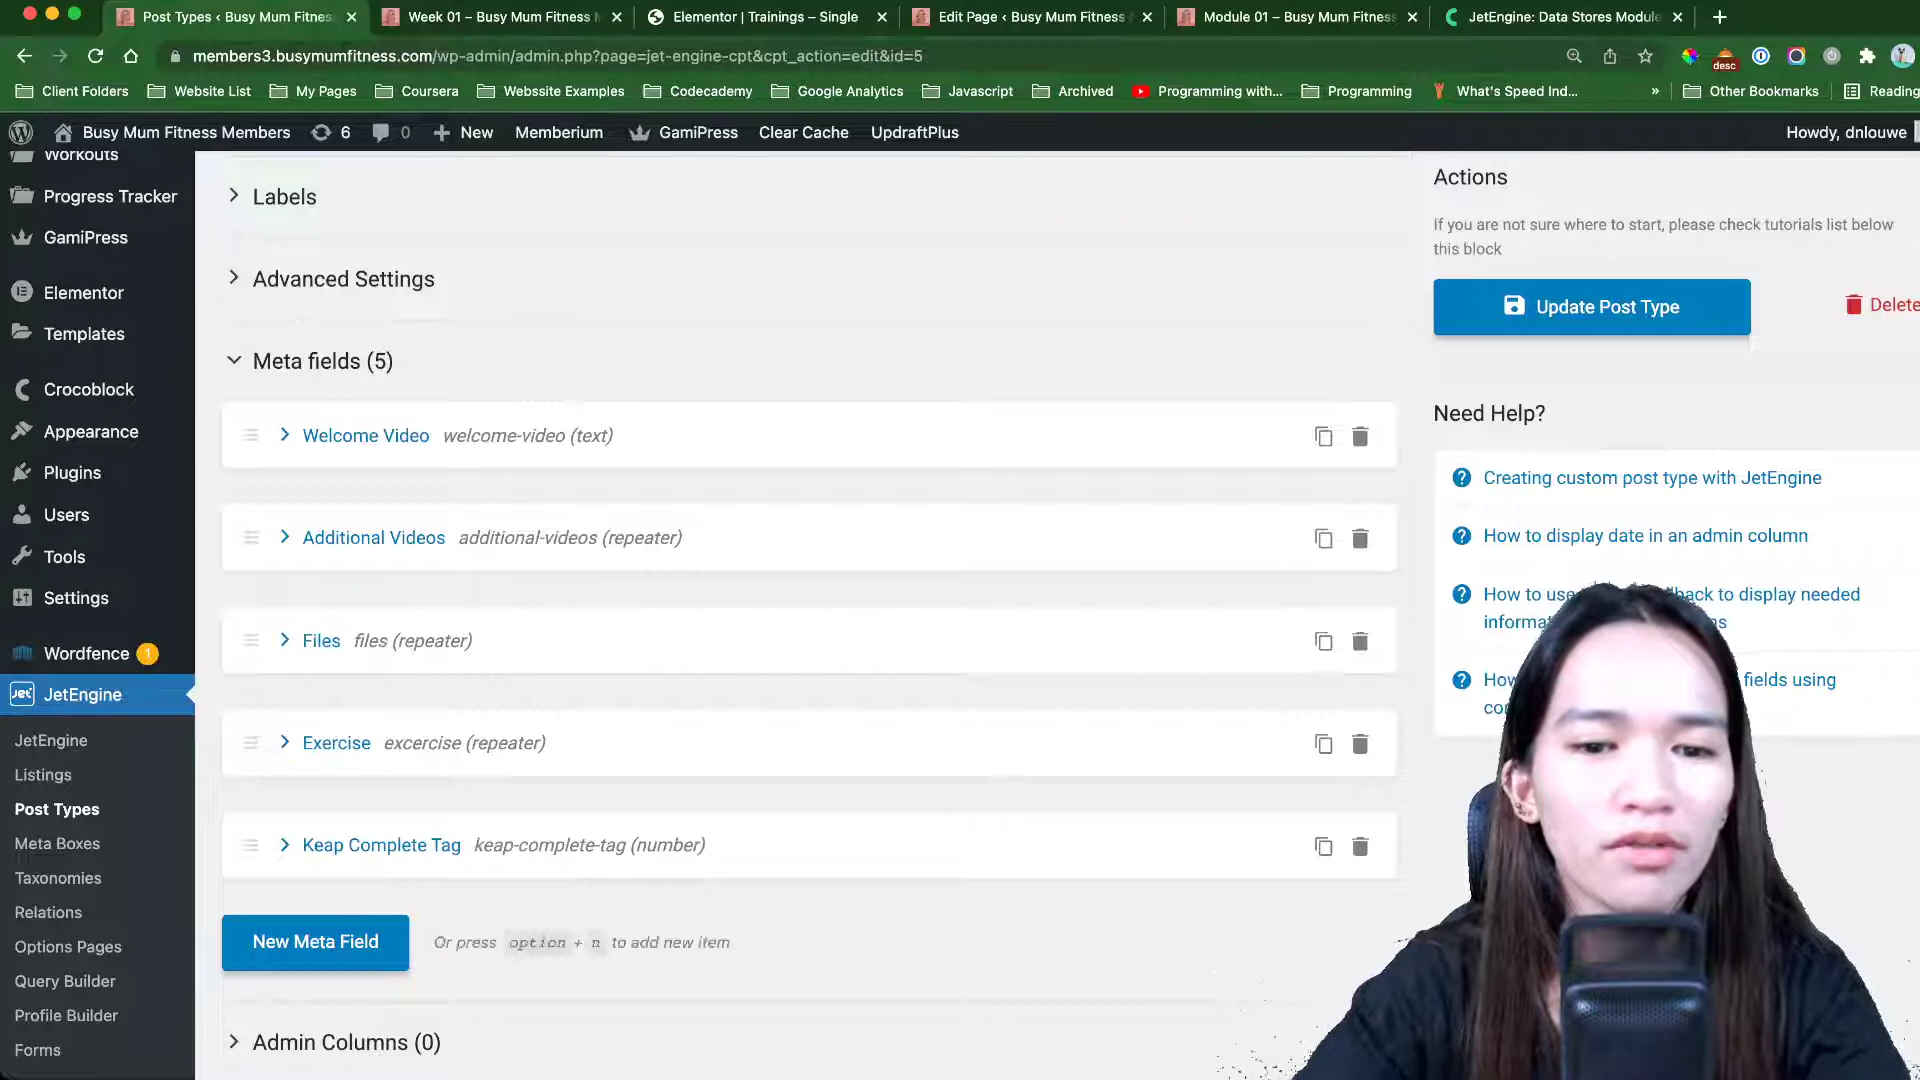 Post Types ‹ Busy Mum Fitnes
Week 01 – Busy Mum Fitness
Elementor | Trainings – Single
Edit Page ‹ Busy Mum Fitness
Module 01 – Busy Mum Fitness
JetEngine: Data Stores Module
members3.busymumfitness.com/wp-admin/admin.php?page=jet-engine-cpt&cpt_action=edit&id=5
desc
Client Folders
Website List
My Pages
Coursera
Webssite Examples
Codecademy
Google Analytics
Javascript
Archived
Programming with...
Programming
What's Speed Ind...
»
Other Bookmarks
Reading
Busy Mum Fitness Members
6
0
New
Memberium
GamiPress
Clear Cache
UpdraftPlus
Howdy, dnlouwe
Workouts
Progress Tracker
GamiPress
Elementor
Templates
Crocoblock
Appearance
Plugins
Users
Tools
Settings
Wordfence 1
JetEngine
JetEngine
Listings
Post Types
Meta Boxes
Taxonomies
Relations
Options Pages
Query Builder
Profile Builder
Forms
Labels
Advanced Settings
Meta fields (5)
Welcome Video welcome-video (text)
Additional Videos additional-videos (repeater)
Files files (repeater)
Exercise excercise (repeater)
Keap Complete Tag keap-complete-tag (number)
New Meta Field
Or press option + n to add new item
Admin Columns (0)
Actions
If you are not sure where to start, please check tutorials list below
this block
Update Post Type
Delete
Need Help?
Creating custom post type with JetEngine
How to display date in an admin column
How to use to display needed
fields using